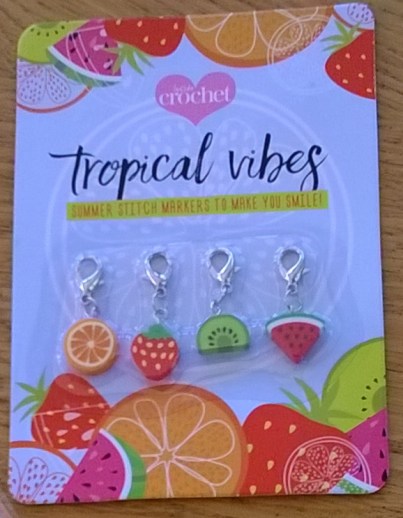 crochet
tropical vibes
SUMMER STITCH MARKERS TO MAKE YOU SMILE!